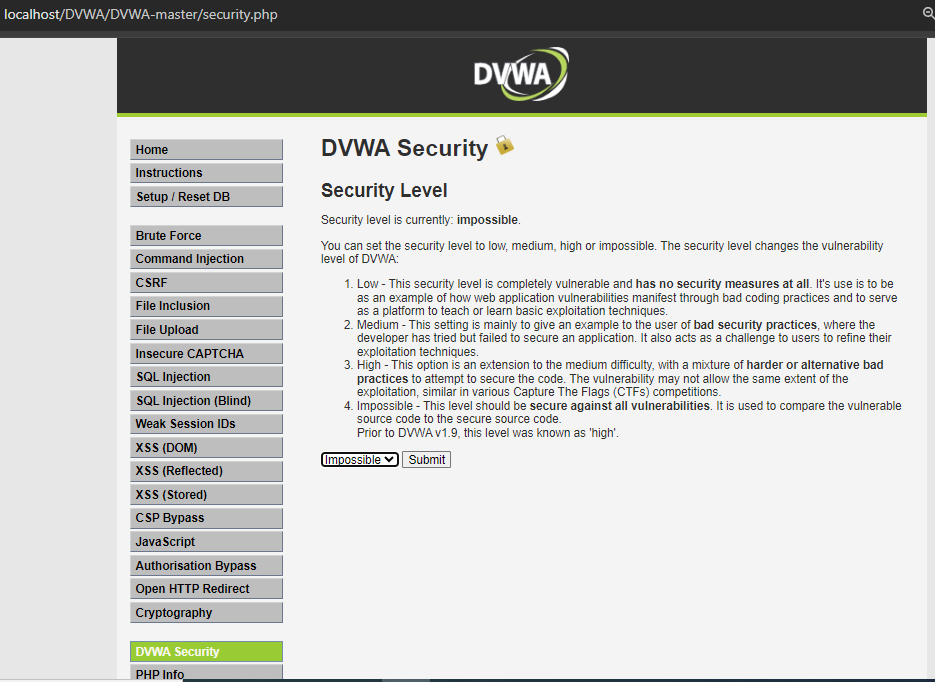 localhost/DVWA/DVWA-master/security.php
DVWA
Home
Instructions
Setup / Reset DB
Brute Force
Command Injection
CSRF
File Inclusion
File Upload
Insecure CAPTCHA
SQL Injection
SQL Injection (Blind)
Weak Session IDs
XSS (DOM)
XSS (Reflected)
XSS (Stored)
CSP Bypass
JavaScript
Authorisation Bypass
Open HTTP Redirect
Cryptography
DVWA Security
PHP Info
DVWA Security
Security Level
Security level is currently: impossible.
You can set the security level to low, medium, high or impossible. The security level changes the vulnerability
level of DVWA:
1. Low - This security level is completely vulnerable and has no security measures at all. It's use is to be
as an example of how web application vulnerabilities manifest through bad coding practices and to serve
as a platform to teach or learn basic exploitation techniques.
2. Medium - This setting is mainly to give an example to the user of bad security practices, where the
developer has tried but failed to secure an application. It also acts as a challenge to users to refine their
exploitation techniques.
3. High - This option is an extension to the medium difficulty, with a mixture of harder or alternative bad
practices to attempt to secure the code. The vulnerability may not allow the same extent of the
exploitation, similar in various Capture The Flags (CTFs) competitions.
4. Impossible - This level should be secure against all vulnerabilities. It is used to compare the vulnerable
source code to the secure source code.
Prior to DVWA v1.9, this level was known as 'high'.
Impossible Submit